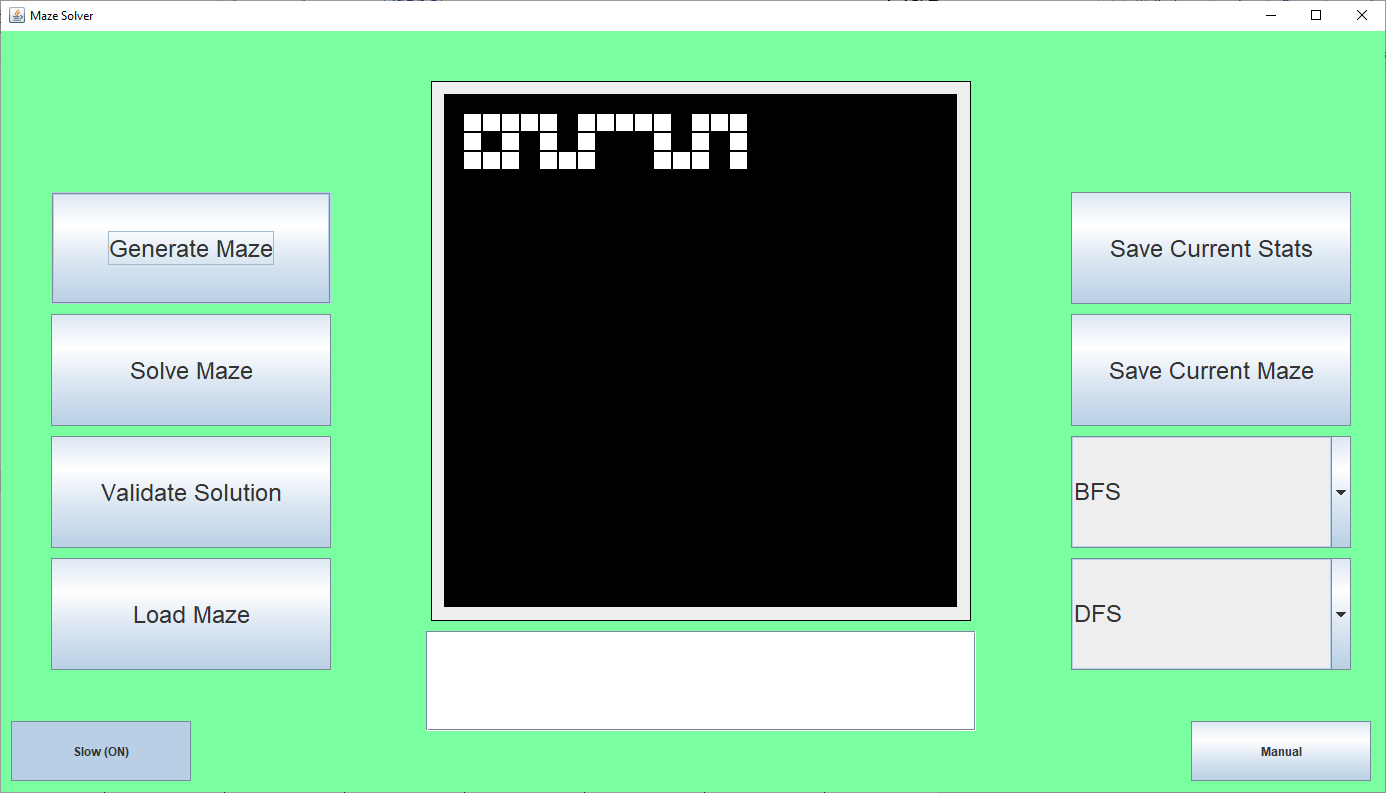 Maze Solver
Generate Maze
Solve Maze
Validate Solution
Load Maze
Slow (ON)
Save Current Stats
Save Current Maze
BFS
DFS
Manual